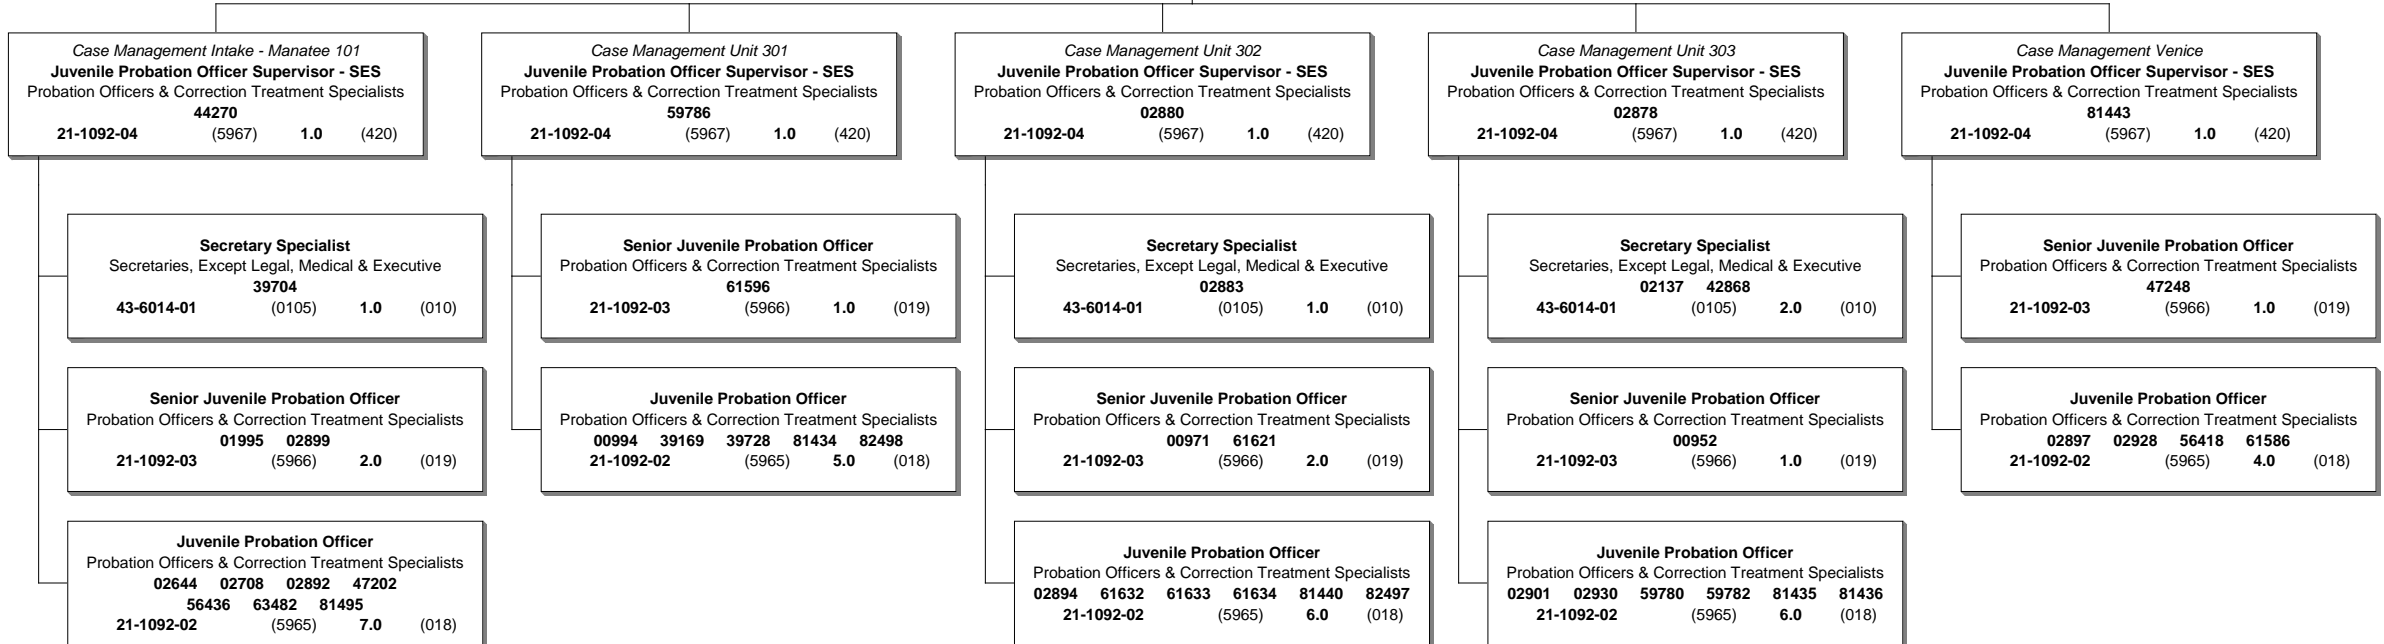 Case Management Intake - Manatee 101
Juvenile Probation Officer Supervisor - SES
Probation Officers & Correction Treatment Specialists
44270
21-1092-04 (5967) 1.0 (420)
Secretary Specialist
Secretaries, Except Legal, Medical & Executive
39704
43-6014-01 (0105) 1.0 (010)
Senior Juvenile Probation Officer
Probation Officers & Correction Treatment Specialists
01995 02899
21-1092-03 (5966) 2.0 (019)
Juvenile Probation Officer
Probation Officers & Correction Treatment Specialists
02644 02708 02892 47202
56436 63482 81495
21-1092-02 (5965) 7.0 (018)
Case Management Unit 301
Juvenile Probation Officer Supervisor - SES
Probation Officers & Correction Treatment Specialists
59786
21-1092-04 (5967) 1.0 (420)
Senior Juvenile Probation Officer
Probation Officers & Correction Treatment Specialists
61596
21-1092-03 (5966) 1.0 (019)
Juvenile Probation Officer
Probation Officers & Correction Treatment Specialists
00994 39169 39728 81434 82498
21-1092-02 (5965) 5.0 (018)
Case Management Unit 302
Juvenile Probation Officer Supervisor - SES
Probation Officers & Correction Treatment Specialists
02880
21-1092-04 (5967) 1.0 (420)
Secretary Specialist
Secretaries, Except Legal, Medical & Executive
02883
43-6014-01 (0105) 1.0 (010)
Senior Juvenile Probation Officer
Probation Officers & Correction Treatment Specialists
00971 61621
21-1092-03 (5966) 2.0 (019)
Juvenile Probation Officer
Probation Officers & Correction Treatment Specialists
02894 61632 61633 61634 81440 82497
21-1092-02 (5965) 6.0 (018)
Case Management Unit 303
Juvenile Probation Officer Supervisor - SES
Probation Officers & Correction Treatment Specialists
02878
21-1092-04 (5967) 1.0 (420)
Secretary Specialist
Secretaries, Except Legal, Medical & Executive
02137 42868
43-6014-01 (0105) 2.0 (010)
Senior Juvenile Probation Officer
Probation Officers & Correction Treatment Specialists
00952
21-1092-03 (5966) 1.0 (019)
Juvenile Probation Officer
Probation Officers & Correction Treatment Specialists
02901 02930 59780 59782 81435 81436
21-1092-02 (5965) 6.0 (018)
Case Management Venice
Juvenile Probation Officer Supervisor - SES
Probation Officers & Correction Treatment Specialists
81443
21-1092-04 (5967) 1.0 (420)
Senior Juvenile Probation Officer
Probation Officers & Correction Treatment Specialists
47248
21-1092-03 (5966) 1.0 (019)
Juvenile Probation Officer
Probation Officers & Correction Treatment Specialists
02897 02928 56418 61586
21-1092-02 (5965) 4.0 (018)